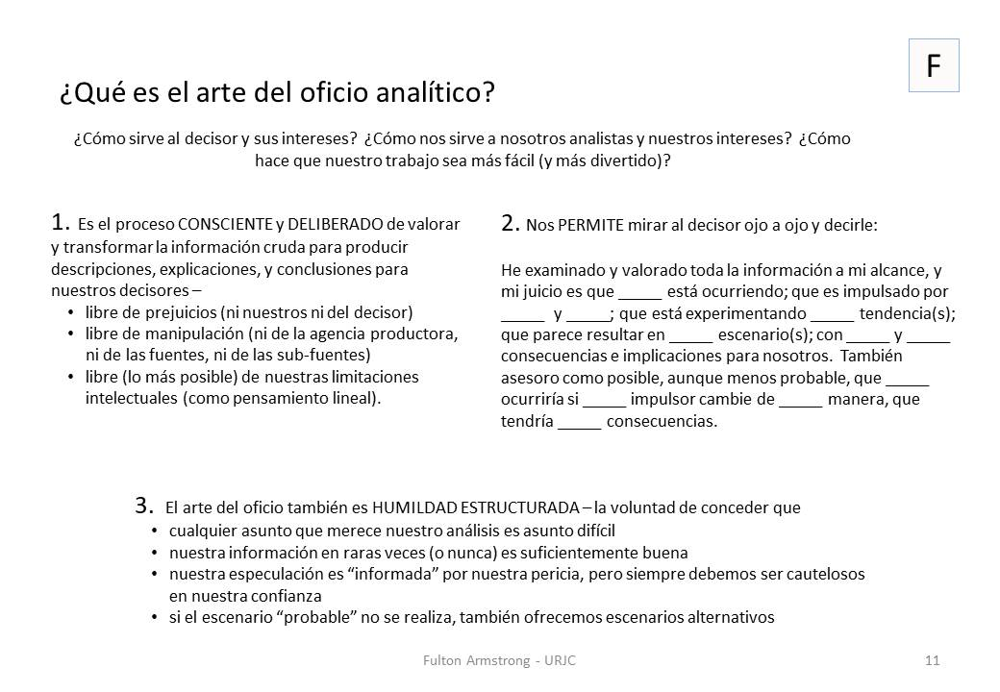 F
¿Qué es el arte del oficio analítico?
¿Cómo sirve al decisor y sus intereses? ¿Cómo nos sirve a nosotros analistas y nuestros intereses? ¿Cómo
hace que nuestro trabajo sea más fácil (y más divertido)?
1. Es el proceso CONSCIENTE y DELIBERADO de valorar
y transformar la información cruda para producir
descripciones, explicaciones, y conclusiones para
nuestros decisores –
• libre de prejuicios (ni nuestros ni del decisor)
• libre de manipulación (ni de la agencia productora,
ni de las fuentes, ni de las sub-fuentes)
• libre (lo más posible) de nuestras limitaciones
intelectuales (como pensamiento lineal).
2. Nos PERMITE mirar al decisor ojo a ojo y decirle:
He examinado y valorado toda la información a mi alcance, y
mi juicio es que _____ está ocurriendo; que es impulsado por
_____ y _____; que está experimentando _____ tendencia(s);
que parece resultar en _____ escenario(s); con _____ y _____
consecuencias e implicaciones para nosotros. También
asesoro como posible, aunque menos probable, que _____
ocurriría si _____ impulsor cambie de _____ manera, que
tendría _____ consecuencias.
3. El arte del oficio también es HUMILDAD ESTRUCTURADA – la voluntad de conceder que
• cualquier asunto que merece nuestro análisis es asunto difícil
• nuestra información en raras veces (o nunca) es suficientemente buena
• nuestra especulación es “informada” por nuestra pericia, pero siempre debemos ser cautelosos
en nuestra confianza
• si el escenario “probable” no se realiza, también ofrecemos escenarios alternativos
Fulton Armstrong - URJC
11